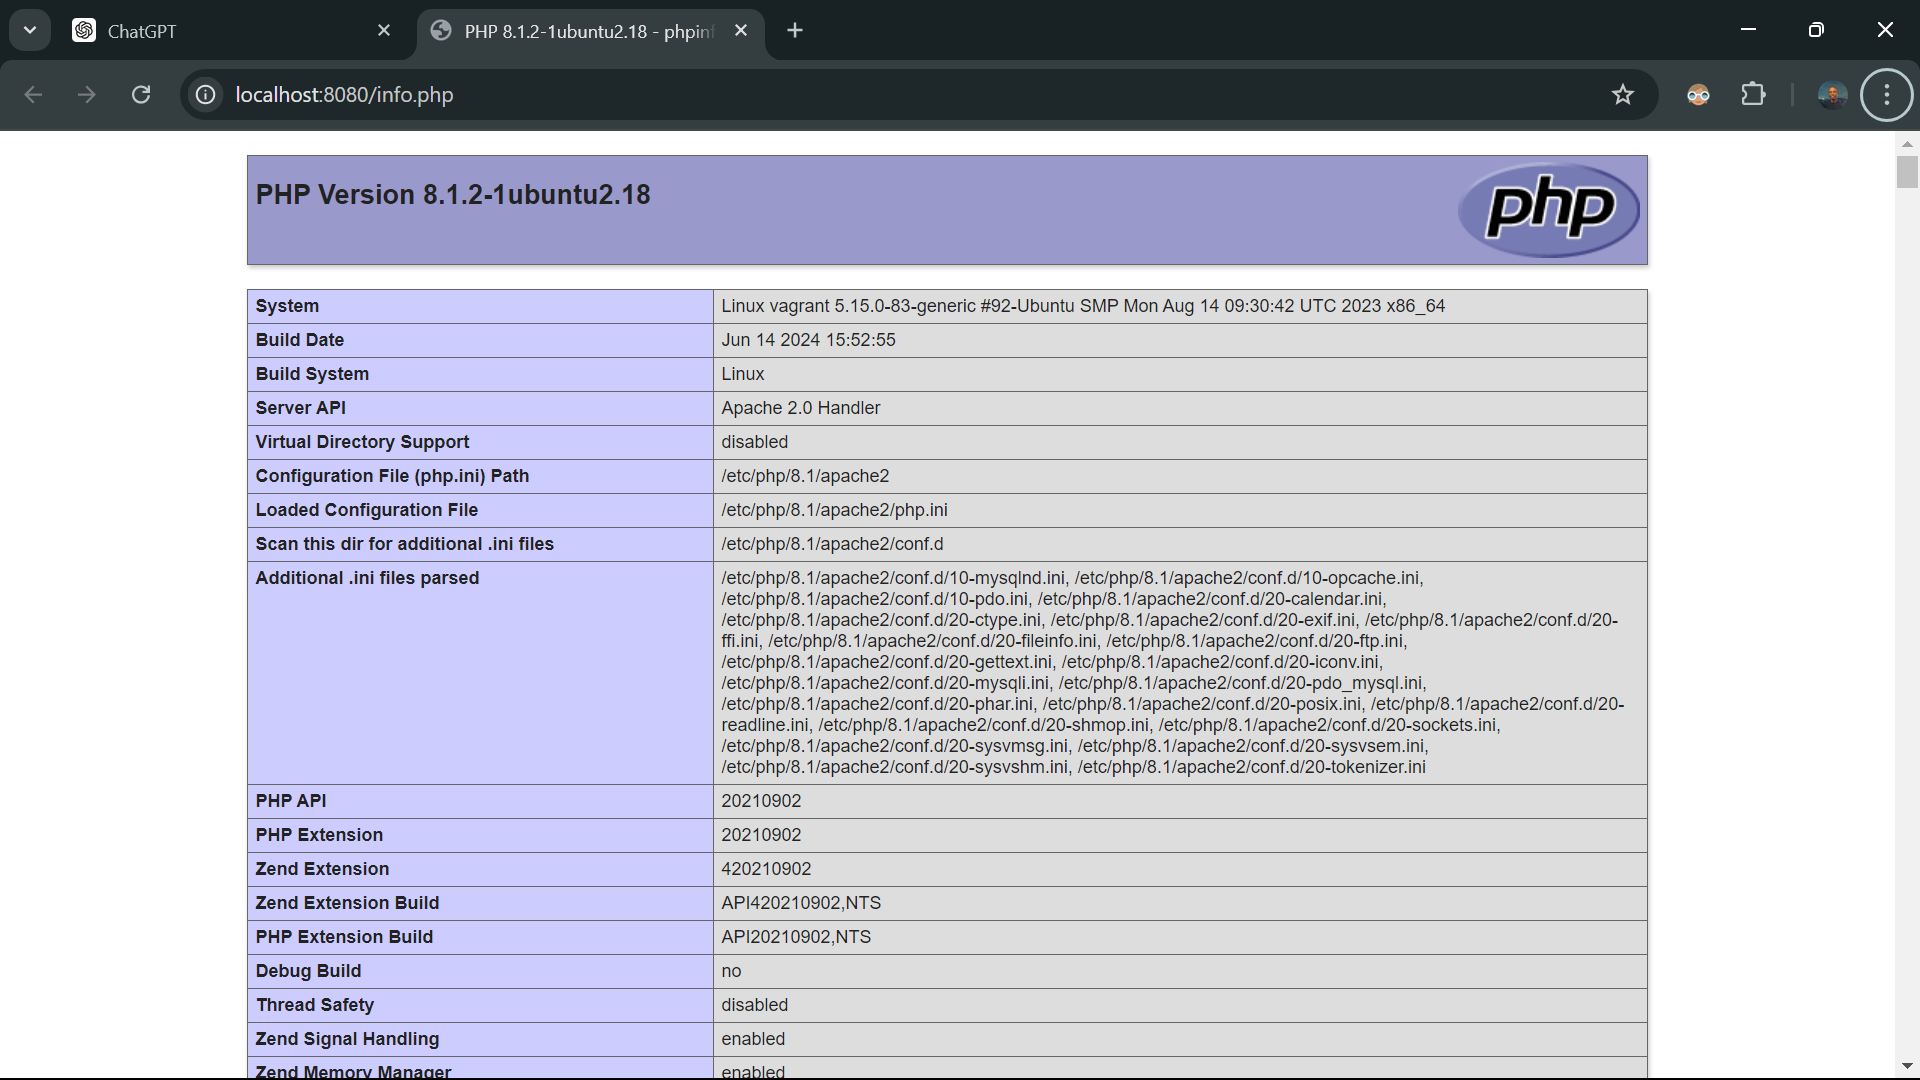 ChatGPT
PHP 8.1.2-1ubuntu2.18 - phpinf
localhost:8080/info.php
PHP Version 8.1.2-1ubuntu2.18
php
System Linux vagrant 5.15.0-83-generic #92-Ubuntu SMP Mon Aug 14 09:30:42 UTC 2023 x86_64
Build Date Jun 14 2024 15:52:55
Build System Linux
Server API Apache 2.0 Handler
Virtual Directory Support disabled
Configuration File (php.ini) Path /etc/php/8.1/apache2
Loaded Configuration File /etc/php/8.1/apache2/php.ini
Scan this dir for additional .ini files /etc/php/8.1/apache2/conf.d
Additional .ini files parsed /etc/php/8.1/apache2/conf.d/10-mysqlnd.ini, /etc/php/8.1/apache2/conf.d/10-opcache.ini,
/etc/php/8.1/apache2/conf.d/10-pdo.ini, /etc/php/8.1/apache2/conf.d/20-calendar.ini,
/etc/php/8.1/apache2/conf.d/20-ctype.ini, /etc/php/8.1/apache2/conf.d/20-exif.ini, /etc/php/8.1/apache2/conf.d/20-
ffi.ini, /etc/php/8.1/apache2/conf.d/20-fileinfo.ini, /etc/php/8.1/apache2/conf.d/20-ftp.ini,
/etc/php/8.1/apache2/conf.d/20-gettext.ini, /etc/php/8.1/apache2/conf.d/20-iconv.ini,
/etc/php/8.1/apache2/conf.d/20-mysqli.ini, /etc/php/8.1/apache2/conf.d/20-pdo_mysql.ini,
/etc/php/8.1/apache2/conf.d/20-phar.ini, /etc/php/8.1/apache2/conf.d/20-posix.ini, /etc/php/8.1/apache2/conf.d/20-
readline.ini, /etc/php/8.1/apache2/conf.d/20-shmop.ini, /etc/php/8.1/apache2/conf.d/20-sockets.ini,
/etc/php/8.1/apache2/conf.d/20-sysvmsg.ini, /etc/php/8.1/apache2/conf.d/20-sysvsem.ini,
/etc/php/8.1/apache2/conf.d/20-sysvshm.ini, /etc/php/8.1/apache2/conf.d/20-tokenizer.ini
PHP API 20210902
PHP Extension 20210902
Zend Extension 420210902
Zend Extension Build API420210902,NTS
PHP Extension Build API20210902,NTS
Debug Build no
Thread Safety disabled
Zend Signal Handling enabled
Zend Memory Manager enabled